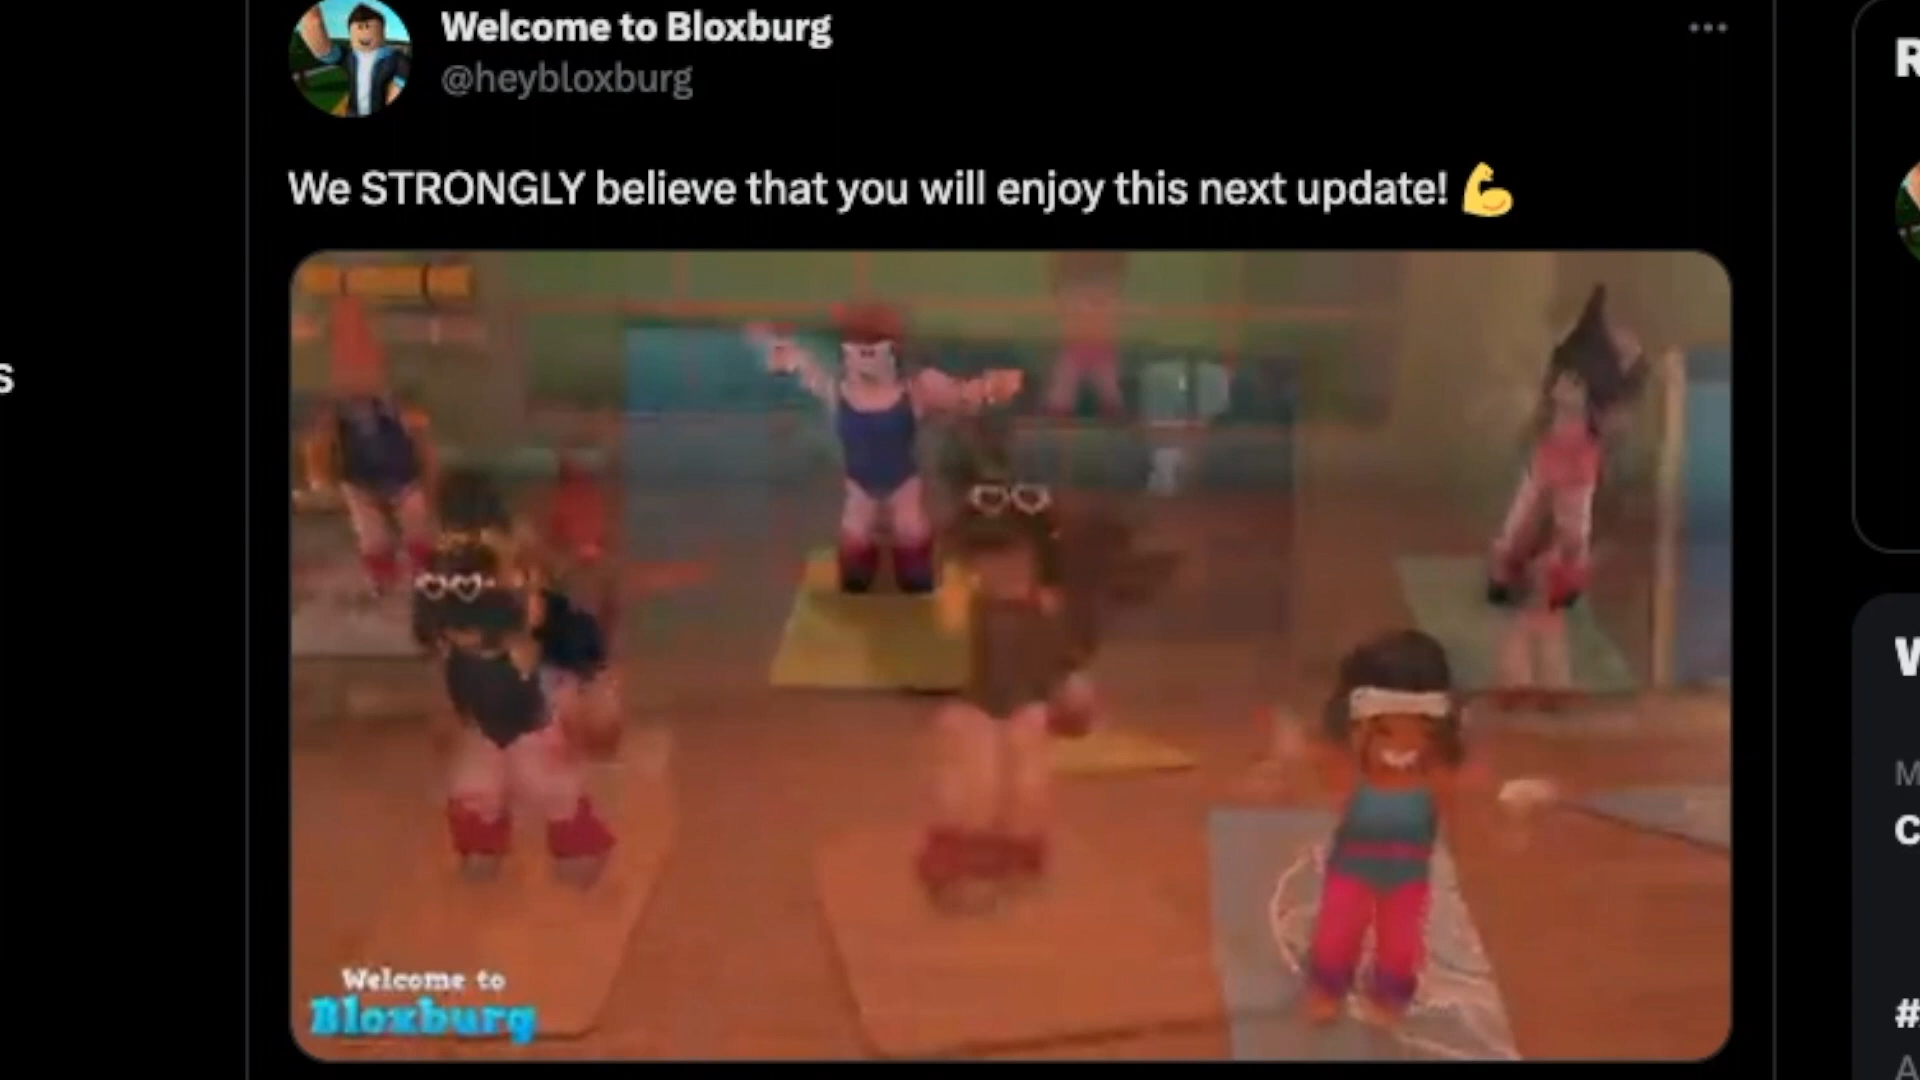 Welcome to Bloxburg
@heybloxburg
We STRONGLY believe that you will enjoy this next update! 💪
Welcome to
Bloxburg